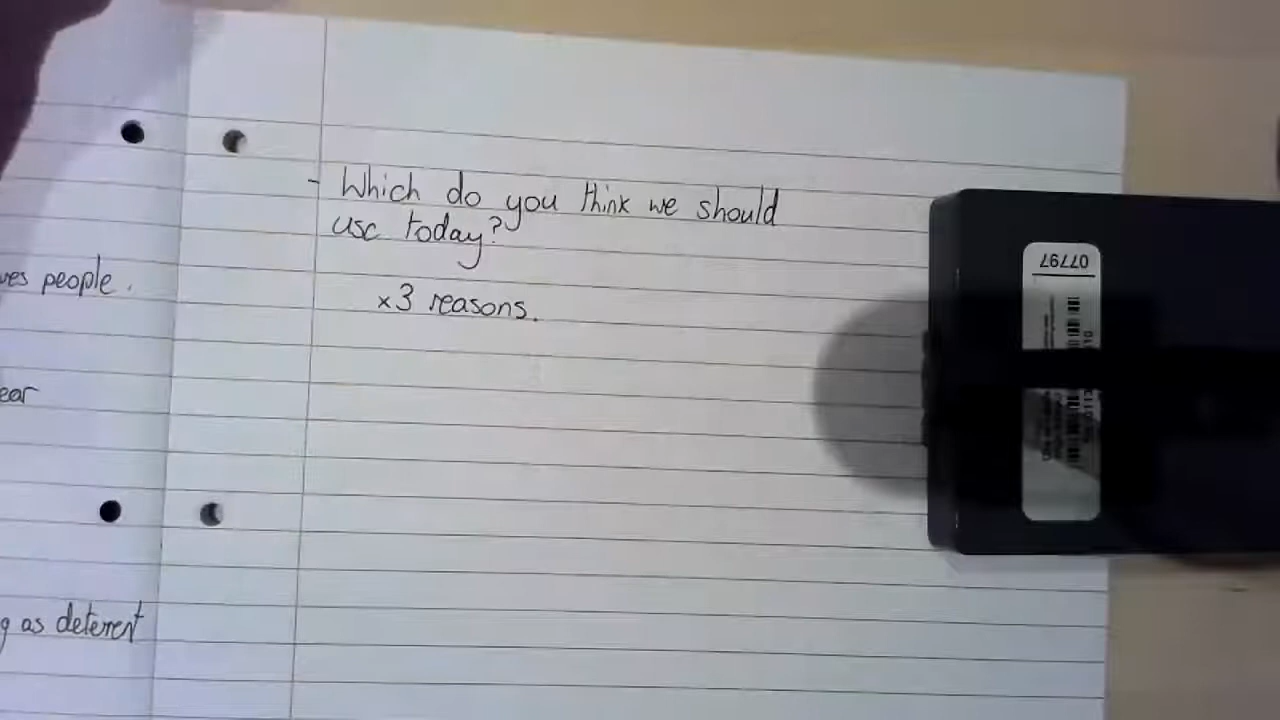 - Which do you think we should
use today?
x3 reasons.
ves people.
ear
g as deterent
07797